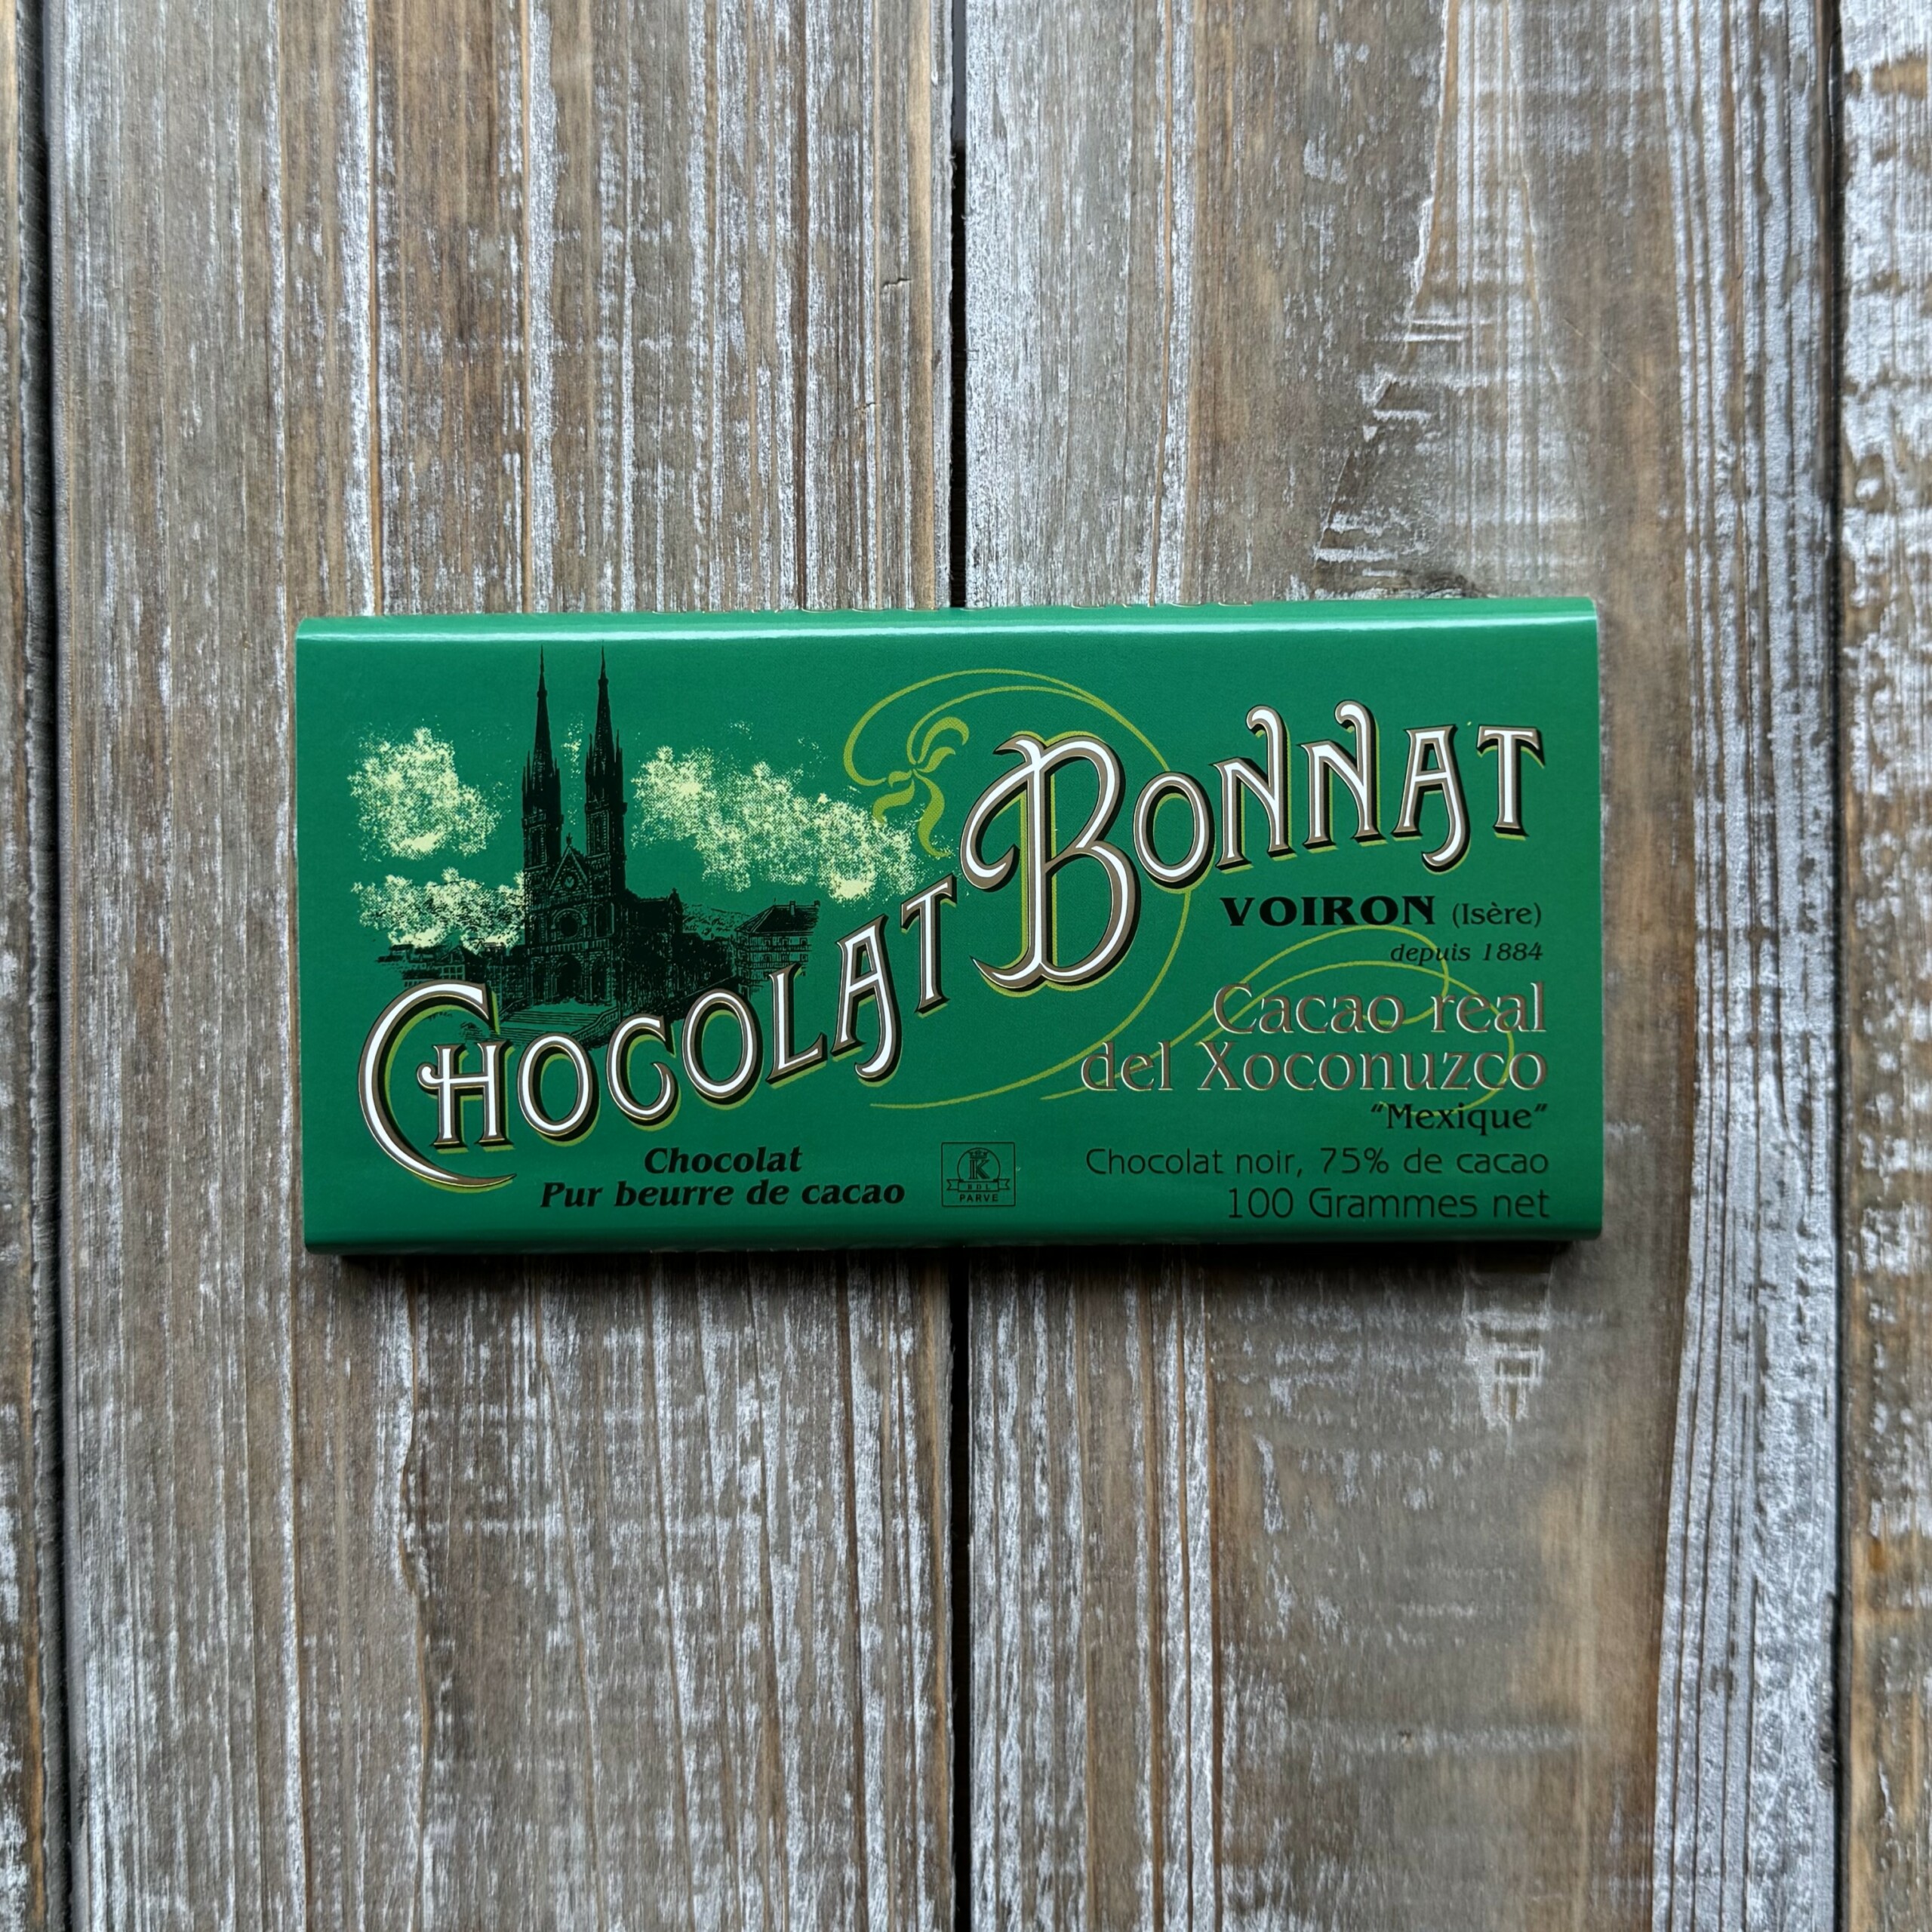 CHOCOLAT BONNAT
VOIRON (Isère)
depuis 1884
Cacao real
del Xoconuzco
"Mexique"
Chocolat noir, 75% de cacao
100 Grammes net
Chocolat
Pur beurre de cacao
K
PARVE